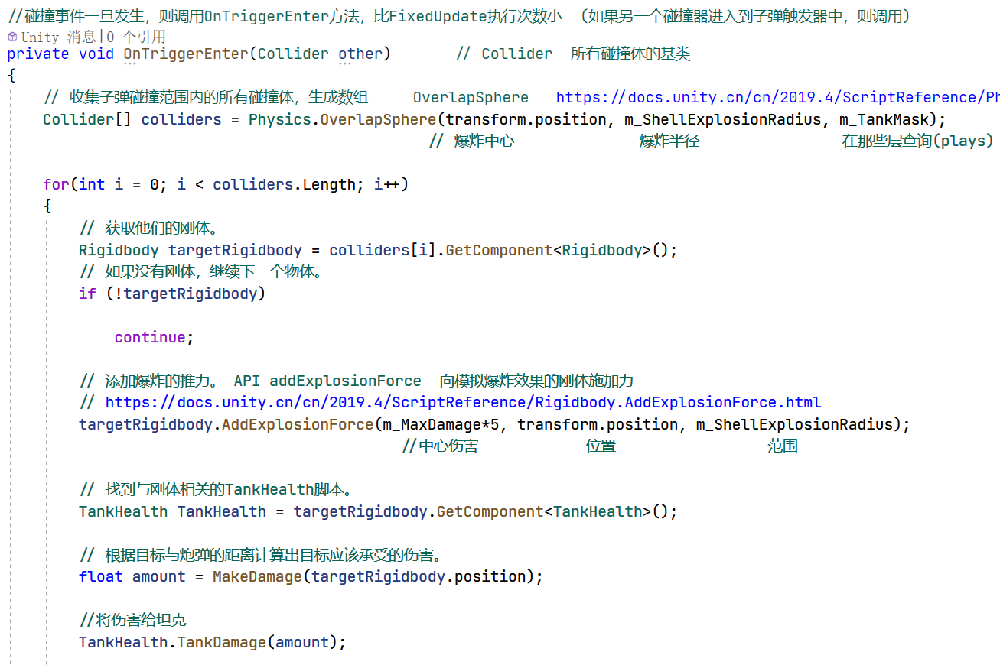 //碰撞事件一旦发生，则调用OnTriggerEnter方法，比FixedUpdate执行次数小 （如果另一个碰撞器进入到子弹触发器中，则调用）
Unity 消息|0 个引用
private void OnTriggerEnter(Collider other)       // Collider  所有碰撞体的基类
{
// 收集子弹碰撞范围内的所有碰撞体，生成数组     OverlapSphere   https://docs.unity.cn/cn/2019.4/ScriptReference/Ph
Collider[] colliders = Physics.OverlapSphere(transform.position, m_ShellExplosionRadius, m_TankMask);
// 爆炸中心              爆炸半径                在那些层查询(plays)
for(int i = 0; i < colliders.Length; i++)
{
// 获取他们的刚体。
Rigidbody targetRigidbody = colliders[i].GetComponent<Rigidbody>();
// 如果没有刚体，继续下一个物体。
if (!targetRigidbody)
continue;
// 添加爆炸的推力。 API addExplosionForce  向模拟爆炸效果的刚体施加力
// https://docs.unity.cn/cn/2019.4/ScriptReference/Rigidbody.AddExplosionForce.html
targetRigidbody.AddExplosionForce(m_MaxDamage*5, transform.position, m_ShellExplosionRadius);
//中心伤害            位置                 范围
// 找到与刚体相关的TankHealth脚本。
TankHealth TankHealth = targetRigidbody.GetComponent<TankHealth>();
// 根据目标与炮弹的距离计算出目标应该承受的伤害。
float amount = MakeDamage(targetRigidbody.position);
//将伤害给坦克
TankHealth.TankDamage(amount);